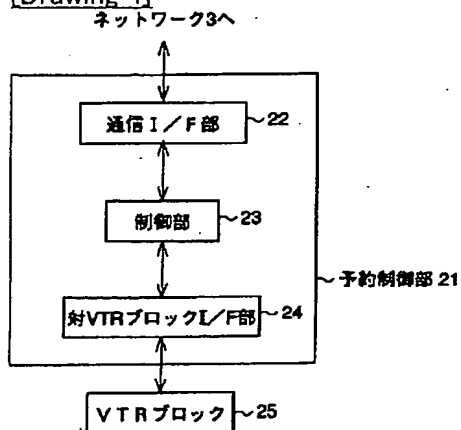 [Drawing 4]
ネットワーク3へ
通信I/F部
22
制御部
23
予約制御部 21
対VTRブロックI/F部
24
VTRブロック
25